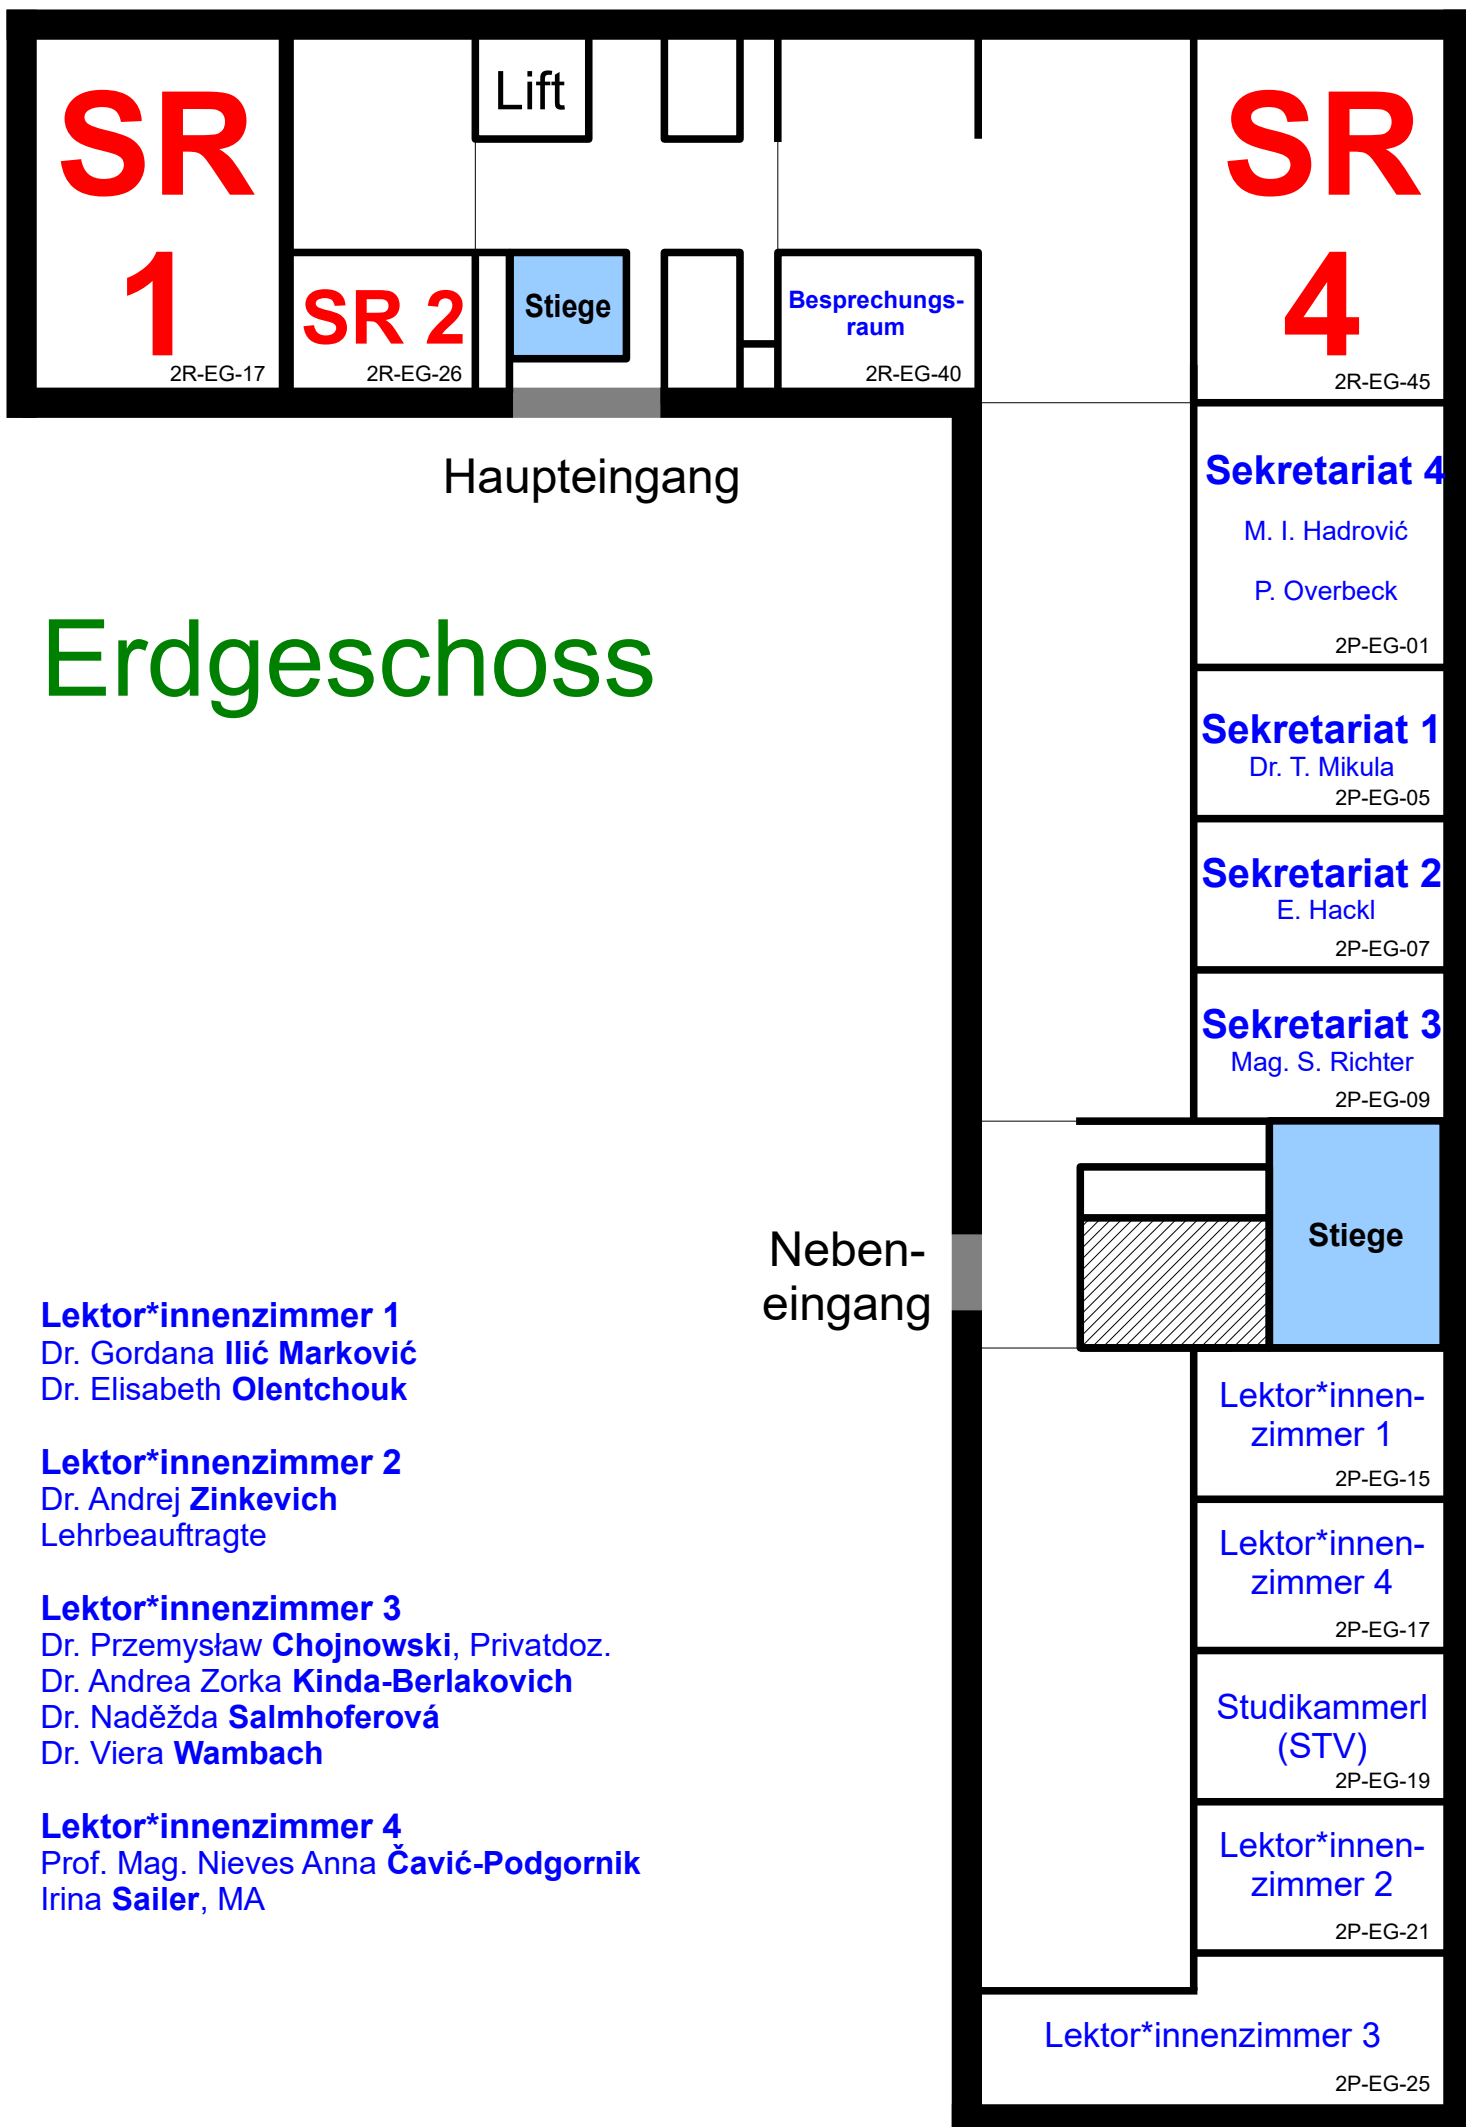 SR
1
2R-EG-17
Lift
SR 2
2R-EG-26
Stiege
Besprechungs-
raum
2R-EG-40
SR
4
2R-EG-45
Haupteingang
Erdgeschoss
Sekretariat 4
M. I. Hadrović
P. Overbeck
2P-EG-01
Sekretariat 1
Dr. T. Mikula
2P-EG-05
Sekretariat 2
E. Hackl
2P-EG-07
Sekretariat 3
Mag. S. Richter
2P-EG-09
Stiege
Neben-
eingang
Lektor*innenzimmer 1
Dr. Gordana Ilić Marković
Dr. Elisabeth Olentchouk
Lektor*innenzimmer 2
Dr. Andrej Zinkevich
Lehrbeauftragte
Lektor*innenzimmer 3
Dr. Przemysław Chojnowski, Privatdoz.
Dr. Andrea Zorka Kinda-Berlakovich
Dr. Naděžda Salmhoferová
Dr. Viera Wambach
Lektor*innenzimmer 4
Prof. Mag. Nieves Anna Čavić-Podgornik
Irina Sailer, MA
Lektor*innen-
zimmer 1
2P-EG-15
Lektor*innen-
zimmer 4
2P-EG-17
Studikammerl
(STV)
2P-EG-19
Lektor*innen-
zimmer 2
2P-EG-21
Lektor*innenzimmer 3
2P-EG-25